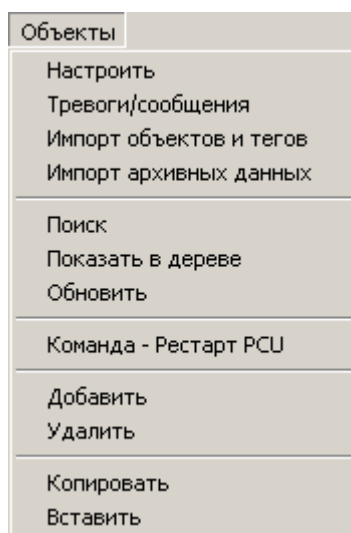 Объекты
Настроить
Тревоги/сообщения
Импорт объектов и тегов
Импорт архивных данных
Поиск
Показать в дереве
Обновить
Команда - Рестарт PCU
Добавить
Удалить
Копировать
Вставить